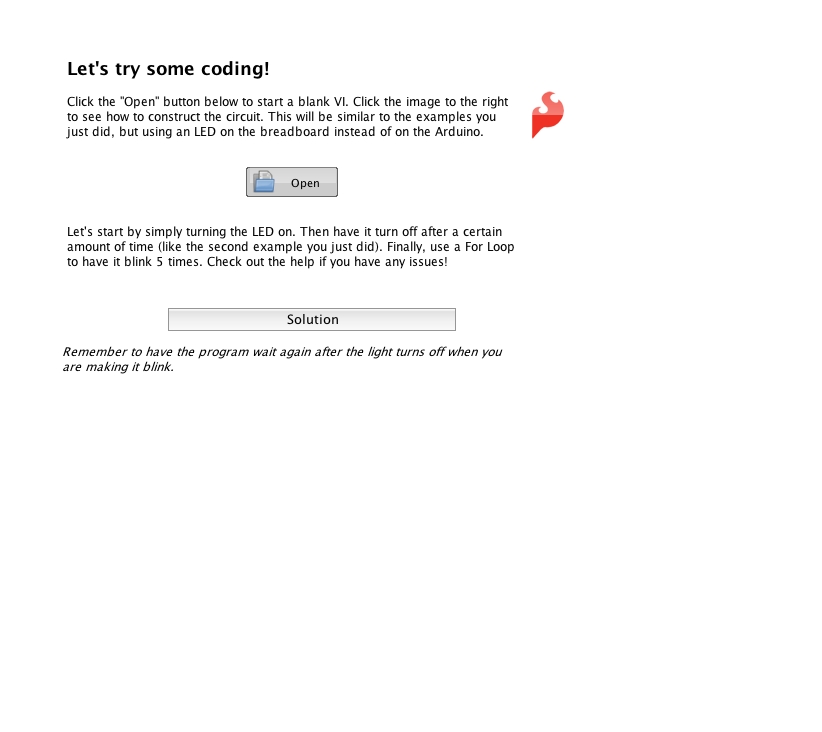 Let's try some coding!
Click the "Open" button below to start a blank VI. Click the image to the right
to see how to construct the circuit. This will be similar to the examples you
just did, but using an LED on the breadboard instead of on the Arduino.
Open
Let's start by simply turning the LED on. Then have it turn off after a certain
amount of time (like the second example you just did). Finally, use a For Loop
to have it blink 5 times. Check out the help if you have any issues!
Solution
Remember to have the program wait again after the light turns off when you
are making it blink.